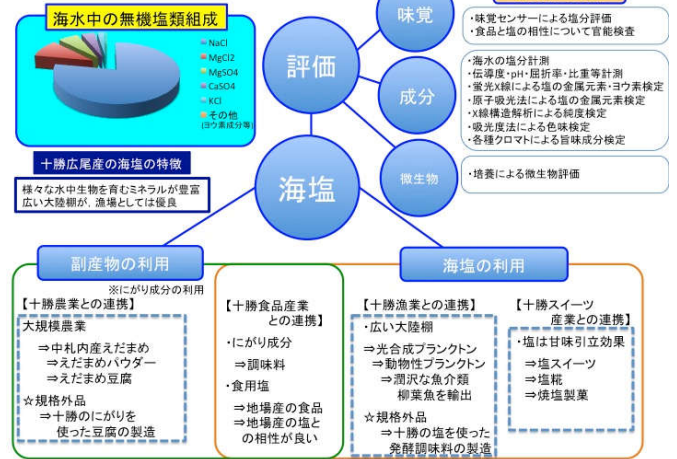 海水中の無機塩類組成
NaCl
MgCl2
MgSO4
CaSO4
KCl
その他
(ヨウ素成分等)
十勝広尾産の海塩の特徴
様々な水中生物を育むミネラルが豊富
広い大陸棚が、漁場としては優良
評価
味覚
成分
微生物
海塩
・味覚センサーによる塩分評価
・食品と塩の相性について官能検査
・海水の塩分計測
・伝導度・pH・屈折率・比重等計測
・蛍光X線による塩の金属元素・ヨウ素検定
・原子吸光法による塩の金属元素検定
・X線構造解析による純度検定
・吸光度法による色味検定
・各種クロマトによる旨味成分検定
・培養による微生物評価
副産物の利用
※にがり成分の利用
【十勝農業との連携】
大規模農業
⇒中札内産えだまめ
⇒えだまめパウダー
⇒えだまめ豆腐
☆規格外品
⇒十勝のにがりを
使った豆腐の製造
【十勝食品産業
との連携】
・にがり成分
⇒調味料
・食用塩
⇒地場産の食品
⇒地場産の塩と
の相性が良い
海塩の利用
【十勝漁業との連携】
・広い大陸棚
⇒光合成プランクトン
⇒動物性プランクトン
⇒潤沢な魚介類
柳葉魚を輸出
☆規格外品
⇒十勝の塩を使った
発酵調味料の製造
【十勝スイーツ
産業との連携】
・塩は甘味引立効果
⇒塩スイーツ
⇒塩糀
⇒焼塩製菓